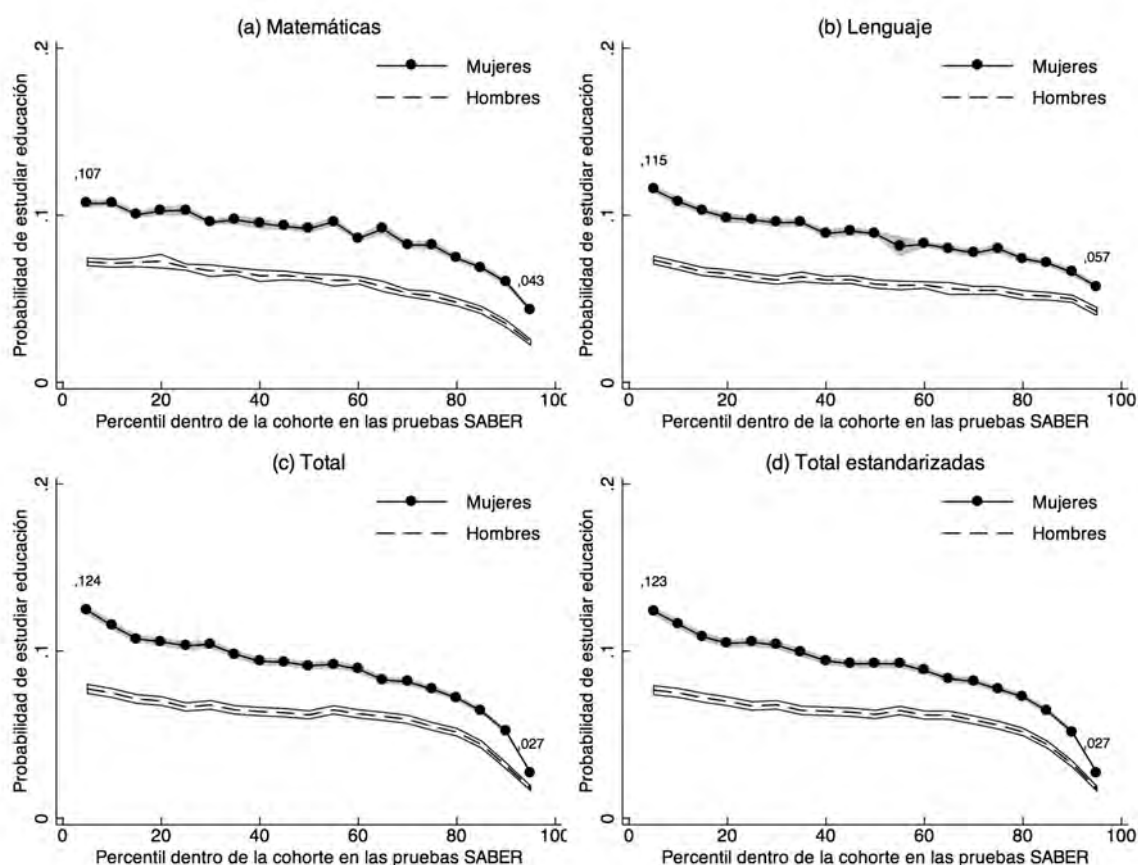 (a) Matemáticas
Probabilidad de estudiar educación
0 .1 .2
Mujeres
Hombres
,107
,043
0 20 40 60 80 100
Percentil dentro de la cohorte en las pruebas SABER
(b) Lenguaje
Probabilidad de estudiar educación
0 .1 .2
Mujeres
Hombres
,115
,057
0 20 40 60 80 100
Percentil dentro de la cohorte en las pruebas SABER
(c) Total
Probabilidad de estudiar educación
0 .1 .2
Mujeres
Hombres
,124
,027
0 20 40 60 80 100
Percentil dentro de la cohorte en las pruebas SABER
(d) Total estandarizadas
Probabilidad de estudiar educación
0 .1 .2
Mujeres
Hombres
,123
,027
0 20 40 60 80 100
Percentil dentro de la cohorte en las pruebas SABER